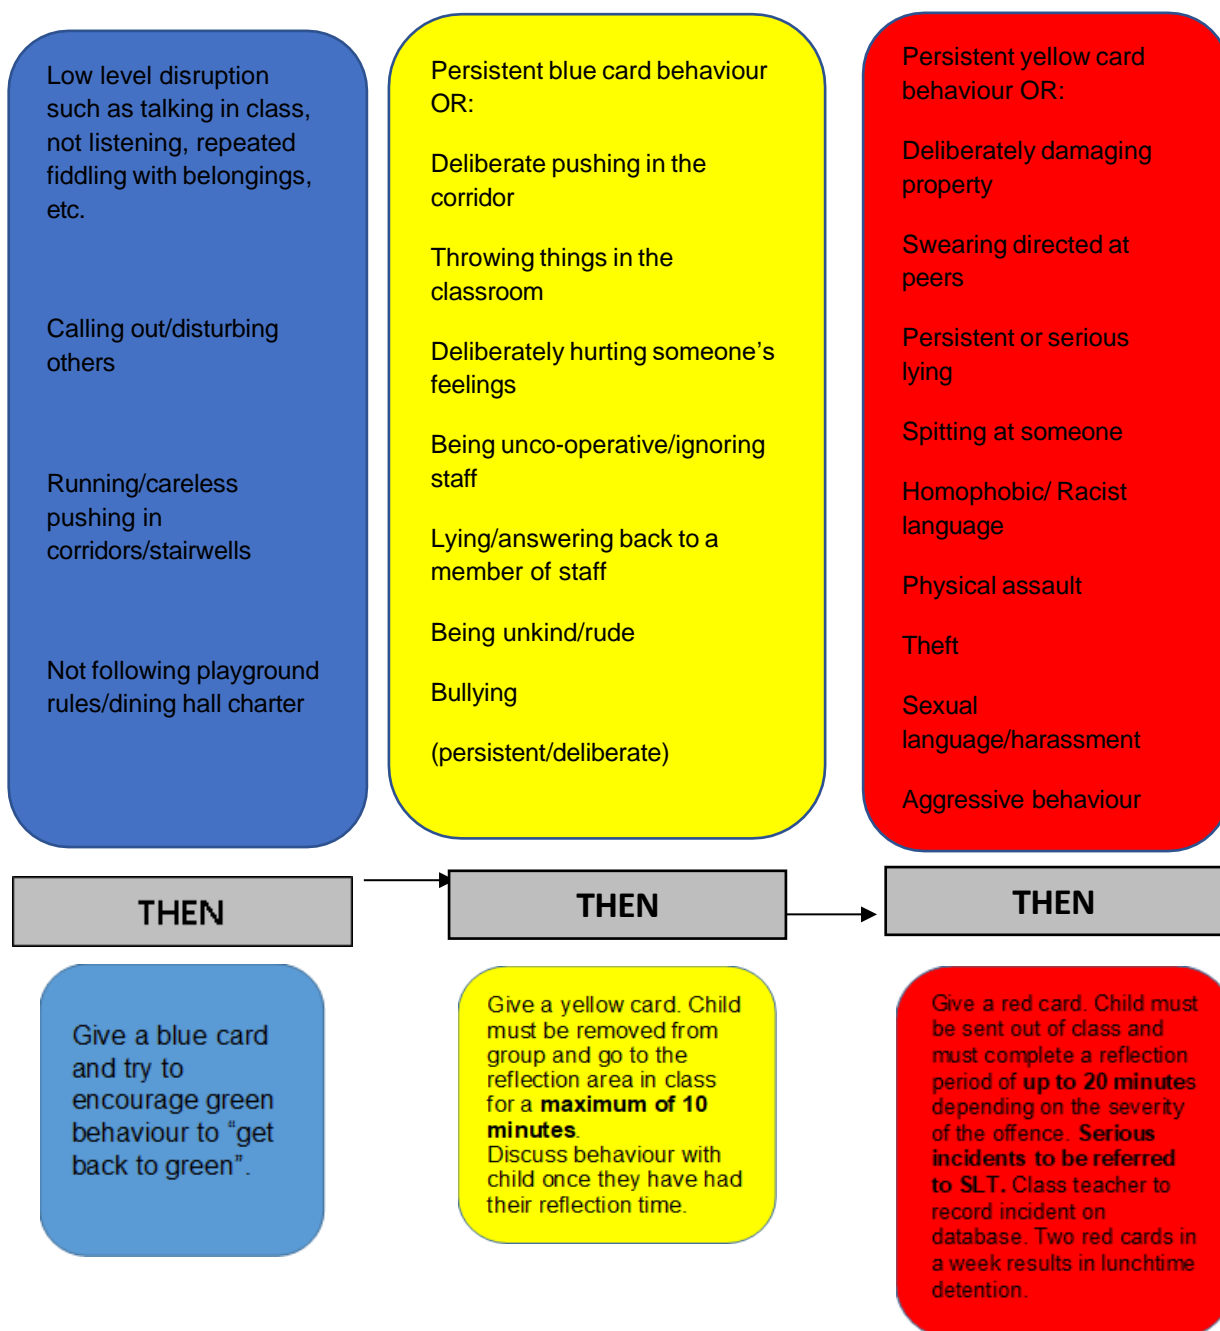 Low level disruption
such as talking in class,
not listening, repeated
fiddling with belongings,
etc.
Calling out/disturbing
others
Running/careless
pushing in
corridors/stairwells
Not following playground
rules/dining hall charter
Persistent blue card behaviour
OR:
Deliberate pushing in the
corridor
Throwing things in the
classroom
Deliberately hurting someone’s
feelings
Being unco-operative/ignoring
staff
Lying/answering back to a
member of staff
Being unkind/rude
Bullying
(persistent/deliberate)
Persistent yellow card
behaviour OR:
Deliberately damaging
property
Swearing directed at
peers
Persistent or serious
lying
Spitting at someone
Homophobic/ Racist
language
Physical assault
Theft
Sexual
language/harassment
Aggressive behaviour
THEN
THEN
THEN
Give a blue card
and try to
encourage green
behaviour to “get
back to green”.
Give a yellow card. Child
must be removed from
group and go to the
reflection area in class
for a maximum of 10
minutes.
Discuss behaviour with
child once they have had
their reflection time.
Give a red card. Child must
be sent out of class and
must complete a reflection
period of up to 20 minutes
depending on the severity
of the offence. Serious
incidents to be referred
to SLT. Class teacher to
record incident on
database. Two red cards in
a week results in lunchtime
detention.